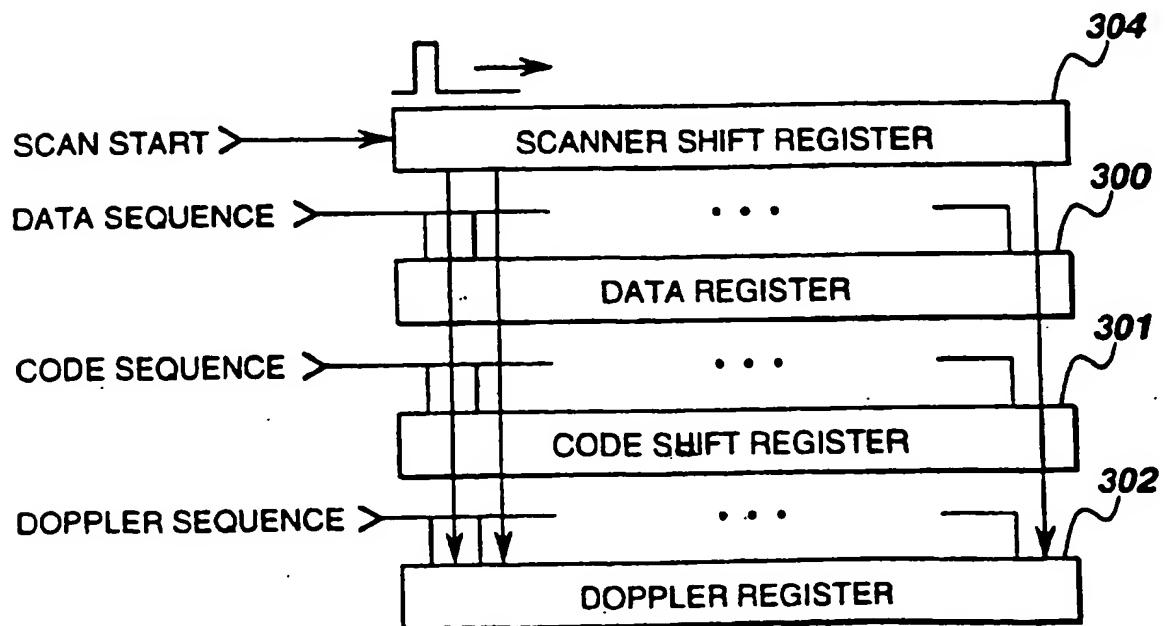 304
SCAN START
SCANNER SHIFT REGISTER
300
DATA SEQUENCE
DATA REGISTER
301
CODE SEQUENCE
CODE SHIFT REGISTER
302
DOPPLER SEQUENCE
DOPPLER REGISTER